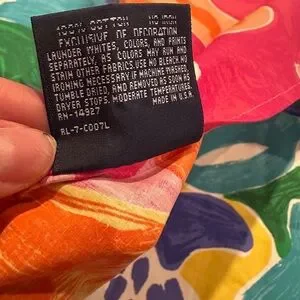 100% COTTON NO IRON
EXCLUSIVE OF DECORATION
LAUNDER WHITES, COLORS, AND PRINTS
SEPARATELY, AS COLORS MAY RUN AND
STAIN OTHER FABRICS. USE NO BLEACH. NO
IRONING NECESSARY IF MACHINE WASHED,
TUMBLE DRIED, AND REMOVED AS SOON AS
DRYER STOPS. MODERATE TEMPERATURE.
RN-14927 MADE IN U.S.A.
RL-7-C007L